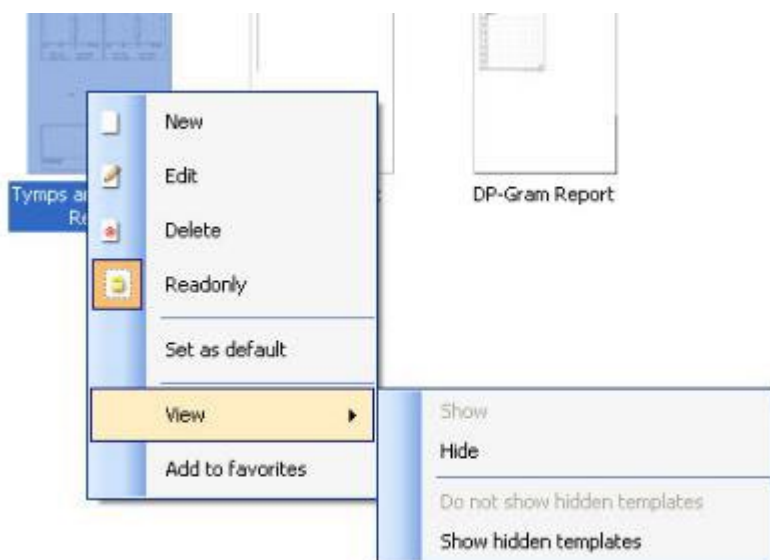 New
Edit
Tymps a
DP-Gram Report
Re
Delete
Readonly
Set as default
View
Show
Hide
Add to favorites
Do not show hidden templates
Show hidden templates